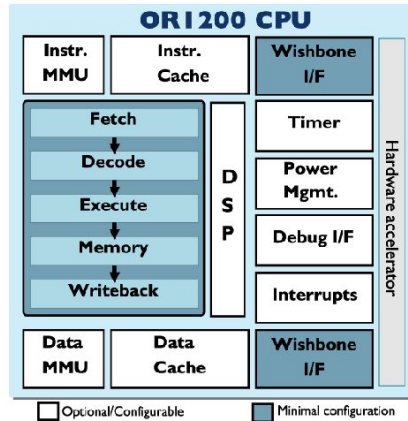 OR1200 CPU
Instr.
MMU
Instr.
Cache
Wishbone
I/F
Fetch
Decode
Execute
Memory
Writeback
D
S
P
Timer
Power
Mgmt.
Debug I/F
Interrupts
Hardware accelerator
Data
MMU
Data
Cache
Wishbone
I/F
Optional/Configurable
Minimal configuration